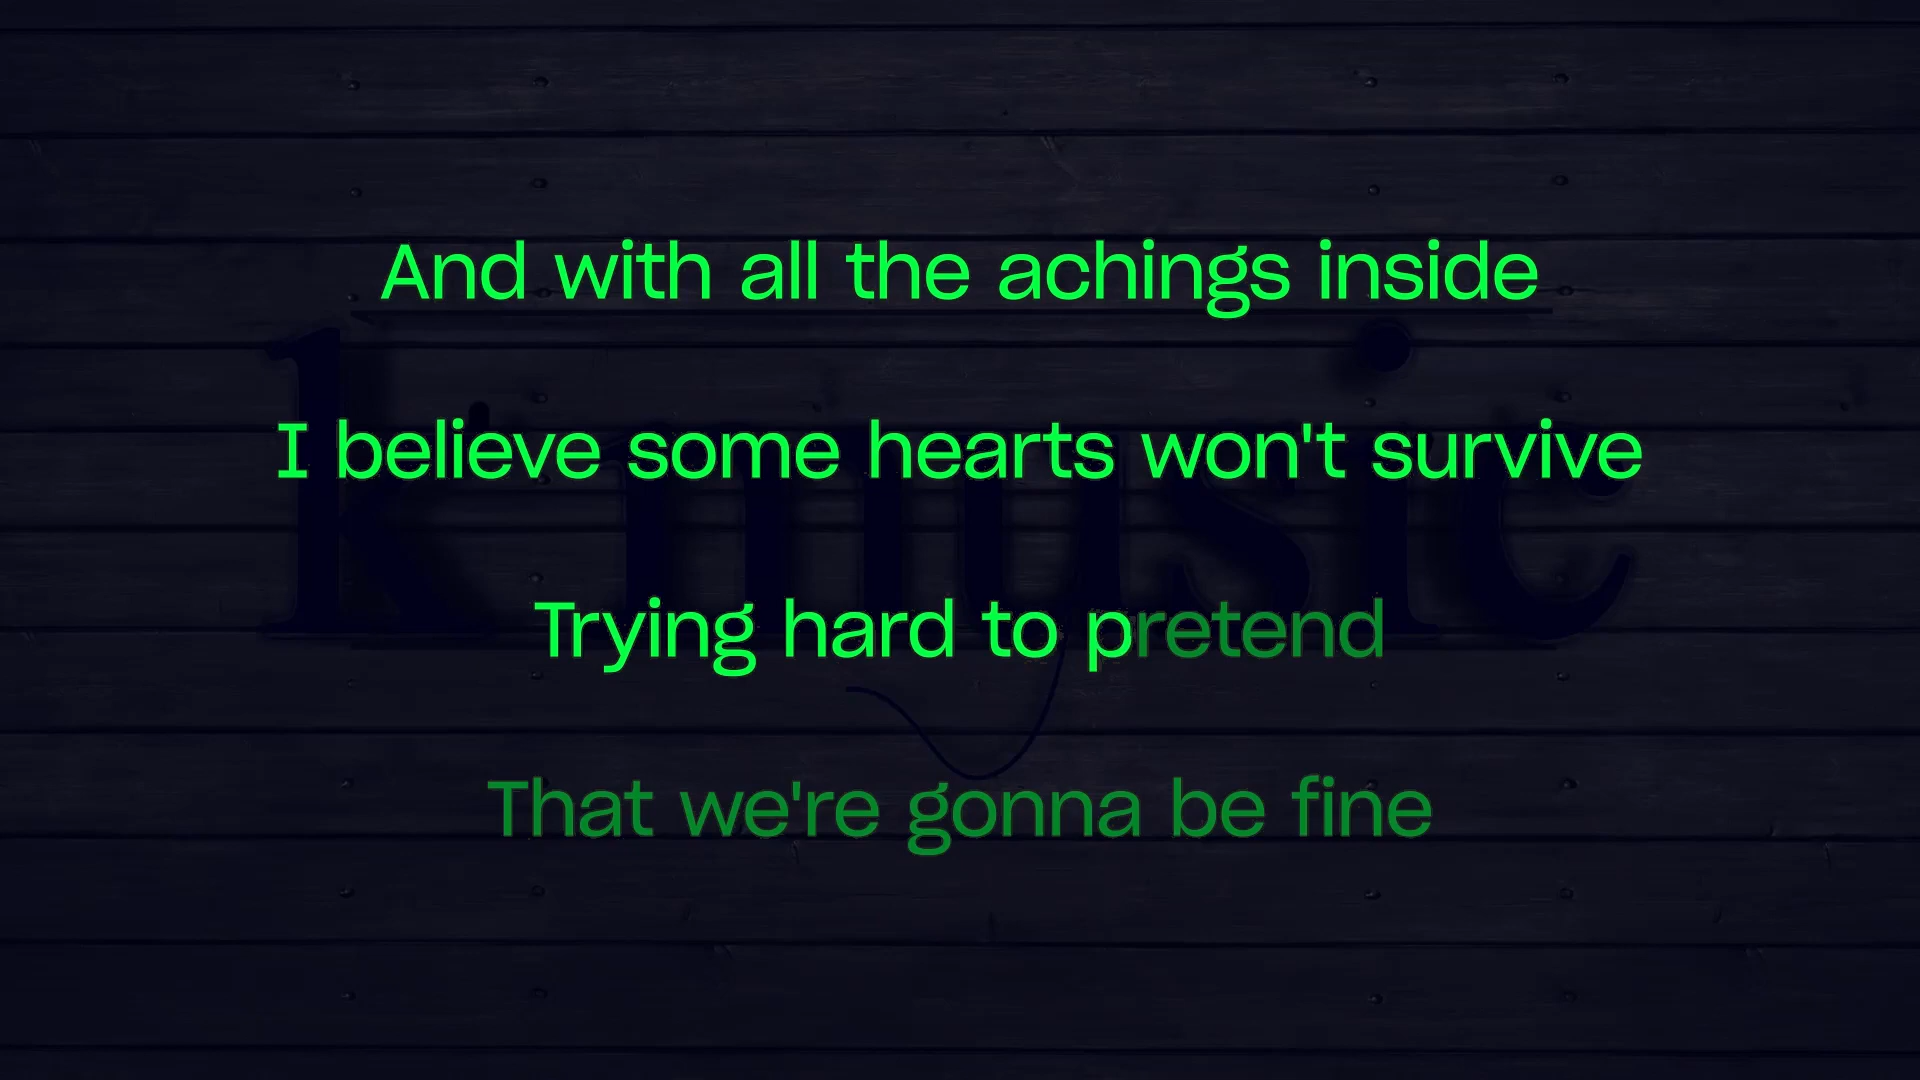 And with all the achings inside
I believe some hearts won't survive
Trying hard to pretend
That we're gonna be fine
k music